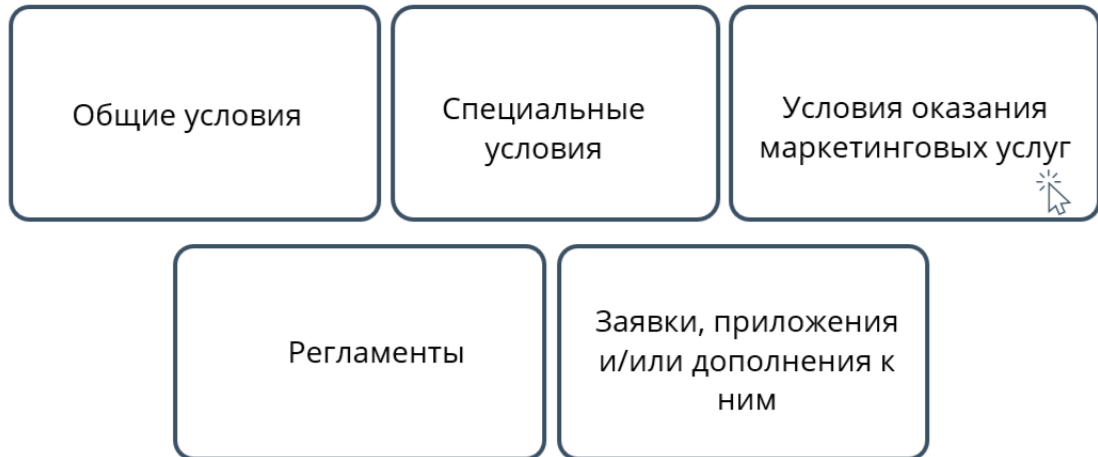 Общие условия
Специальные
условия
Условия оказания
маркетинговых услуг
Регламенты
Заявки, приложения
и/или дополнения к
ним